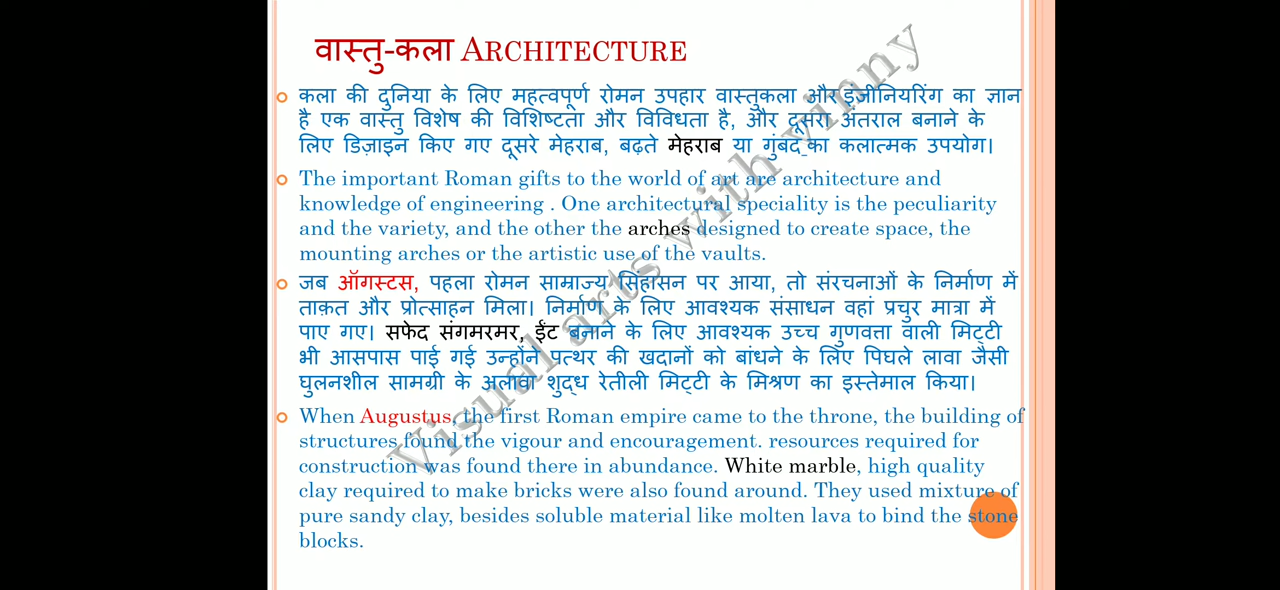 वास्तु-कला ARCHITECTURE
कला की दुनिया के लिए महत्वपूर्ण रोमन उपहार वास्तुकला और इंजीनियरिंग का ज्ञान
है एक वास्तु विशेष की विशिष्टता और विविधता है, और दूसरा अंतराल बनाने के
लिए डिज़ाइन किए गए दूसरे मेहराब, बढ़ते मेहराब या गुंबद का कलात्मक उपयोग।
The important Roman gifts to the world of art are architecture and
knowledge of engineering . One architectural speciality is the peculiarity
and the variety, and the other the arches designed to create space, the
mounting arches or the artistic use of the vaults.
जब ऑगस्टस, पहला रोमन साम्राज्य सिंहासन पर आया, तो संरचनाओं के निर्माण में
ताक़त और प्रोत्साहन मिला। निर्माण के लिए आवश्यक संसाधन वहां प्रचुर मात्रा में
पाए गए। सफेद संगमरमर, ईंट बनाने के लिए आवश्यक उच्च गुणवत्ता वाली मिट्टी
भी आसपास पाई गई उन्होंने पत्थर की खदानों को बांधने के लिए पिघले लावा जैसी
घुलनशील सामग्री के अलावा शुद्ध रेतीली मिट्टी के मिश्रण का इस्तेमाल किया।
When Augustus, the first Roman empire came to the throne, the building of
structures found the vigour and encouragement. resources required for
construction was found there in abundance. White marble, high quality
clay required to make bricks were also found around. They used mixture of
pure sandy clay, besides soluble material like molten lava to bind the stone
blocks.
Visual arts with vinny